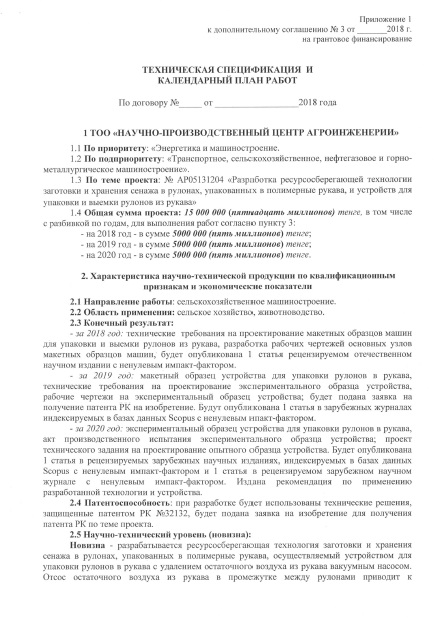 Приложение 1
к дополнительному соглашению № 3 от _______2018 г.
на грантовое финансирование
ТЕХНИЧЕСКАЯ СПЕЦИФИКАЦИЯ И
КАЛЕНДАРНЫЙ ПЛАН РАБОТ
По договору №_____ от ___________________2018 года
1 ТОО «НАУЧНО-ПРОИЗВОДСТВЕННЫЙ ЦЕНТР АГРОИНЖЕНЕРИИ»
1.1 По приоритету: «Энергетика и машиностроение.
1.2 По подприоритету: «Транспортное, сельскохозяйственное, нефтегазовое и горно-
металлургическое машиностроение».
1.3 По теме проекта: № АР05131204 «Разработка ресурсосберегающей технологии
заготовки и хранения сенажа в рулонах, упакованных в полимерные рукава, и устройств для
упаковки и выемки рулонов из рукава»
1.4 Общая сумма проекта: 15 000 000 (пятнадцать миллионов) тенге, в том числе
с разбивкой по годам, для выполнения работ согласно пункту 3:
- на 2018 год - в сумме 5000 000 (пять миллионов) тенге;
- на 2019 год - в сумме 5000 000 (пять миллионов) тенге;
- на 2020 год - в сумме 5000 000 (пять миллионов) тенге.
2. Характеристика научно-технической продукции по квалификационным
признакам и экономические показатели
2.1 Направление работы: сельскохозяйственное машиностроение.
2.2 Область применения: сельское хозяйство, животноводство.
2.3 Конечный результат:
- за 2018 год: технические требования на проектирование макетных образцов машин
для упаковки и выемки рулонов из рукава, разработка рабочих чертежей основных узлов
макетных образцов машин, будет опубликована 1 статья рецензируемом отечественном
научном издании с ненулевым импакт-фактором.
- за 2019 год: макетный образец устройства для упаковки рулонов в рукава,
технические требования на проектирование экспериментального образца устройства,
рабочие чертежи на экспериментальный образец устройства; будет подана заявка на
получение патента РК на изобретение. Будут опубликована 1 статья в зарубежных журналах
индексируемых в базах данных Scopus с ненулевым ипакт-фактором.
- за 2020 год: экспериментальный образец устройства для упаковки рулонов в рукава,
акт производственного испытания экспериментального образца устройства; проект
технического задания на проектирование опытного образца устройства. Будет опубликована
1 статья в рецензируемых зарубежных научных изданиях, индексируемых в базах данных
Scopus с ненулевым импакт-фактором и 1 статья в рецензируемом зарубежном научном
журнале с ненулевым импакт-фактором. Издана рекомендация по применению
разработанной технологии и устройства.
2.4 Патентоспособность: при разработке будет использованы технические решения,
защищенные патентом РК №32132, будет подана заявка на изобретение для получения
патента РК по теме проекта.
2.5 Научно-технический уровень (новизна):
Новизна - разрабатывается ресурсосберегающая технология заготовки и хранения
сенажа в рулонах, упакованных в полимерные рукава, осуществляемый устройством для
упаковки рулонов в рукава с удалением остаточного воздуха из рукава вакуумным насосом.
Отсос остаточного воздуха из рукава в промежутке между рулонами приводит к